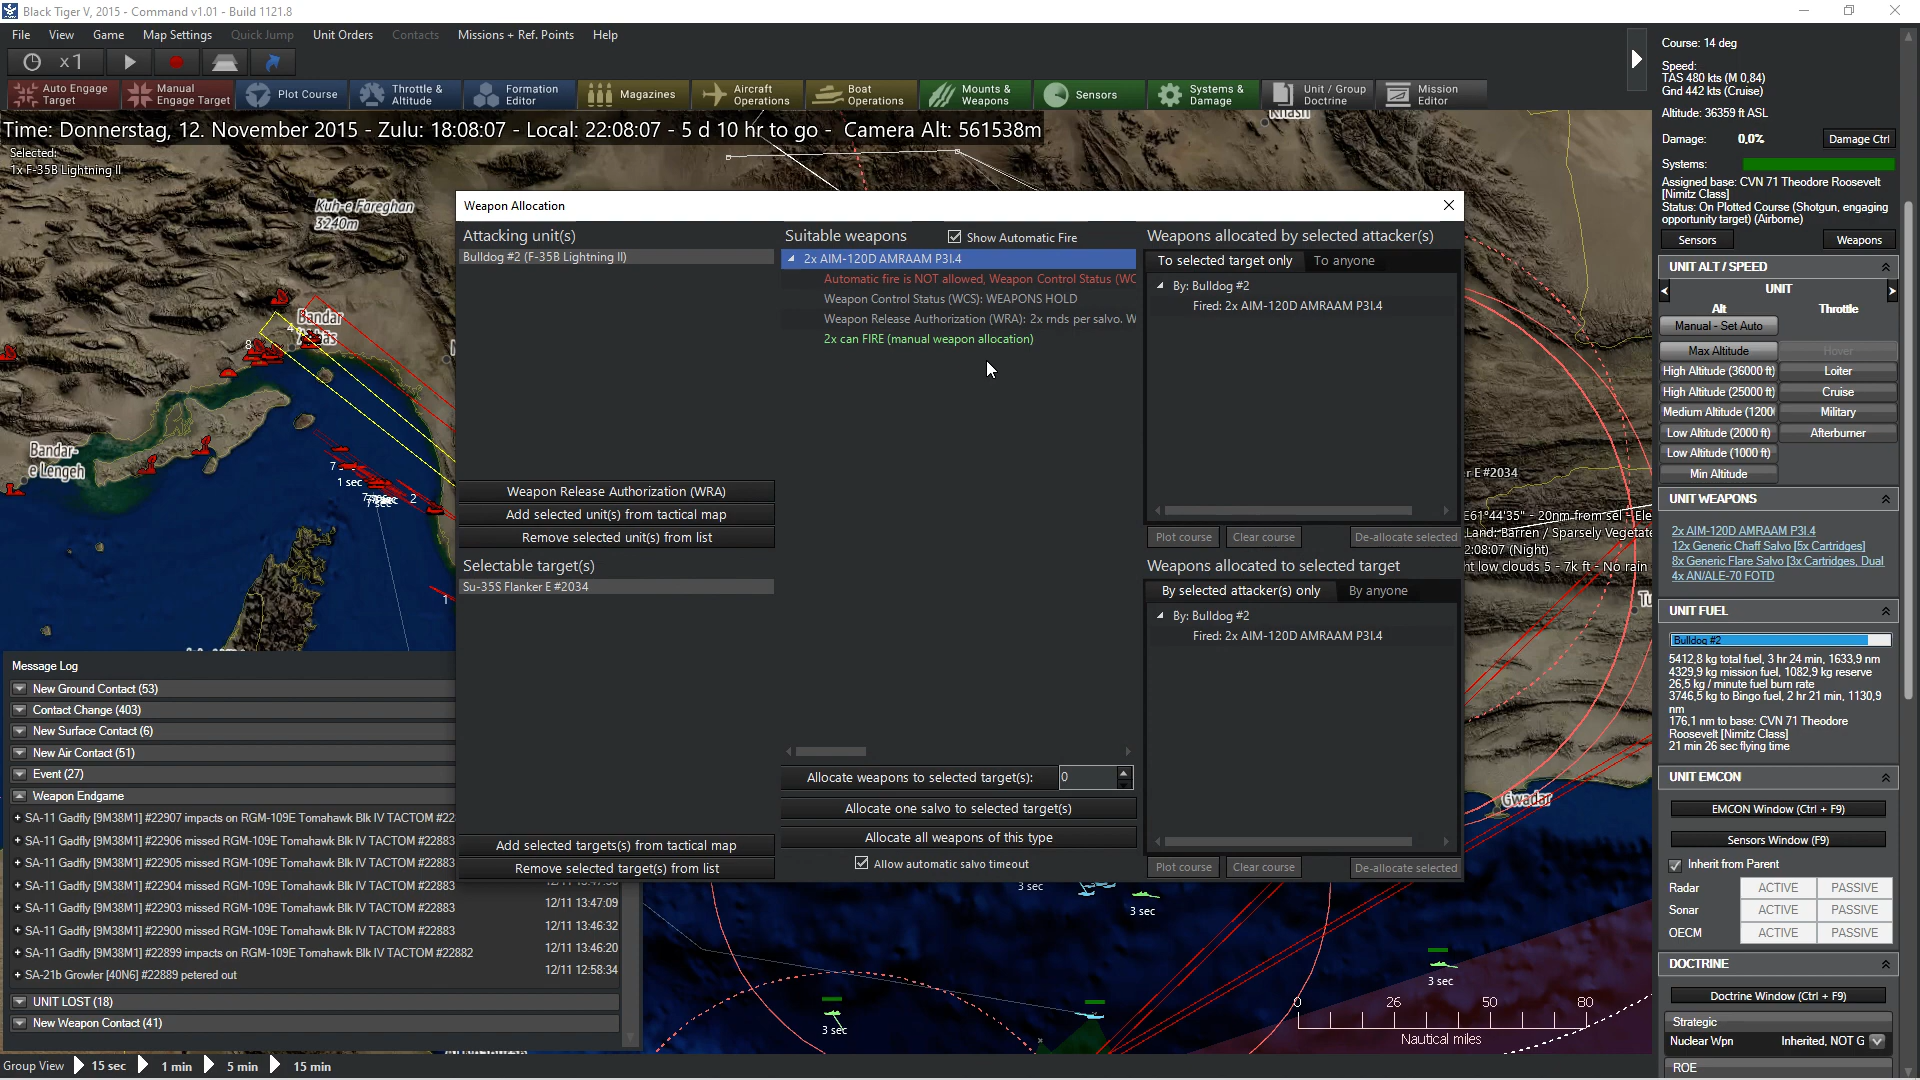 Black Tiger V, 2015 - Command v1.01 - Build 1121.8
File View Game Map Settings Quick Jump Unit Orders Contacts Missions + Ref. Points Help
x1
Auto Engage Target
Manual Engage Target
Plot Course
Throttle & Altitude
Formation Editor
Magazines
Aircraft Operations
Boat Operations
Mounts & Weapons
Sensors
Systems & Damage
Unit / Group Doctrine
Mission Editor
Time: Donnerstag, 12. November 2015 - Zulu: 18:08:07 - Local: 22:08:07 - 5 d 10 hr to go - Camera Alt: 561538m
Selected:
1x F-35B Lightning II
Khash
Kuh-e Fareghan
3240m
Bandar
Bandar-
e Lengeh
Gwadar
Weapon Allocation
Attacking unit(s)
Bulldog #2 (F-35B Lightning II)
Weapon Release Authorization (WRA)
Add selected unit(s) from tactical map
Remove selected unit(s) from list
Selectable target(s)
Su-35S Flanker E #2034
Add selected targets(s) from tactical map
Remove selected target(s) from list
Suitable weapons
Show Automatic Fire
2x AIM-120D AMRAAM P3I.4
Automatic fire is NOT allowed, Weapon Control Status (WC
Weapon Control Status (WCS): WEAPONS HOLD
Weapon Release Authorization (WRA): 2x rnds per salvo. W
2x can FIRE (manual weapon allocation)
Allocate weapons to selected target(s): 0
Allocate one salvo to selected target(s)
Allocate all weapons of this type
Allow automatic salvo timeout
Weapons allocated by selected attacker(s)
To selected target only To anyone
By: Bulldog #2
Fired: 2x AIM-120D AMRAAM P3I.4
Plot course Clear course De-allocate selected
Weapons allocated to selected target
By selected attacker(s) only By anyone
By: Bulldog #2
Fired: 2x AIM-120D AMRAAM P3I.4
Plot course Clear course De-allocate selected
r E #2034
E61°44'35" - 20nm from sel - Ele
Land: Barren / Sparsely Vegetate
2:08:07 (Night)
ht low clouds 5 - 7k ft - No rain
4
8
1 sec
2
1
3 sec
3 sec
3 sec
3 sec
0 26 50 80
Nautical miles
Message Log
New Ground Contact (53)
Contact Change (403)
New Surface Contact (6)
New Air Contact (51)
Event (27)
Weapon Endgame
+ SA-11 Gadfly [9M38M1] #22907 impacts on RGM-109E Tomahawk Blk IV TACTOM #22
+ SA-11 Gadfly [9M38M1] #22906 missed RGM-109E Tomahawk Blk IV TACTOM #22883
+ SA-11 Gadfly [9M38M1] #22905 missed RGM-109E Tomahawk Blk IV TACTOM #22883
+ SA-11 Gadfly [9M38M1] #22904 missed RGM-109E Tomahawk Blk IV TACTOM #22883
+ SA-11 Gadfly [9M38M1] #22903 missed RGM-109E Tomahawk Blk IV TACTOM #22883 12/11 13:47:09
+ SA-11 Gadfly [9M38M1] #22900 missed RGM-109E Tomahawk Blk IV TACTOM #22883 12/11 13:46:32
+ SA-11 Gadfly [9M38M1] #22899 impacts on RGM-109E Tomahawk Blk IV TACTOM #22882 12/11 13:46:20
+ SA-21b Growler [40N6] #22889 petered out 12/11 12:58:34
UNIT LOST (18)
New Weapon Contact (41)
Group View 15 sec 1 min 5 min 15 min
Course: 14 deg
Speed:
TAS 480 kts (M 0,84)
Gnd 442 kts (Cruise)
Altitude: 36359 ft ASL
Damage: 0,0% Damage Ctrl
Systems:
Assigned base: CVN 71 Theodore Roosevelt
[Nimitz Class]
Status: On Plotted Course (Shotgun, engaging
opportunity target) (Airborne)
Sensors Weapons
UNIT ALT / SPEED
UNIT
Alt Throttle
Manual - Set Auto
Max Altitude Hover
High Altitude (36000 ft) Loiter
High Altitude (25000 ft) Cruise
Medium Altitude (1200 Military
Low Altitude (2000 ft) Afterburner
Low Altitude (1000 ft)
Min Altitude
UNIT WEAPONS
2x AIM-120D AMRAAM P3I.4
12x Generic Chaff Salvo [5x Cartridges]
8x Generic Flare Salvo [3x Cartridges, Dual
4x AN/ALE-70 FOTD
UNIT FUEL
Bulldog #2
5412,8 kg total fuel, 3 hr 24 min, 1633,9 nm
4329,9 kg mission fuel, 1082,9 kg reserve
26,5 kg / minute fuel burn rate
3746,5 kg to Bingo fuel, 2 hr 21 min, 1130,9
nm
176,1 nm to base: CVN 71 Theodore
Roosevelt [Nimitz Class]
21 min 26 sec flying time
UNIT EMCON
EMCON Window (Ctrl + F9)
Sensors Window (F9)
Inherit from Parent
Radar ACTIVE PASSIVE
Sonar ACTIVE PASSIVE
OECM ACTIVE PASSIVE
DOCTRINE
Doctrine Window (Ctrl + F9)
Strategic
Nuclear Wpn Inherited, NOT G
ROE